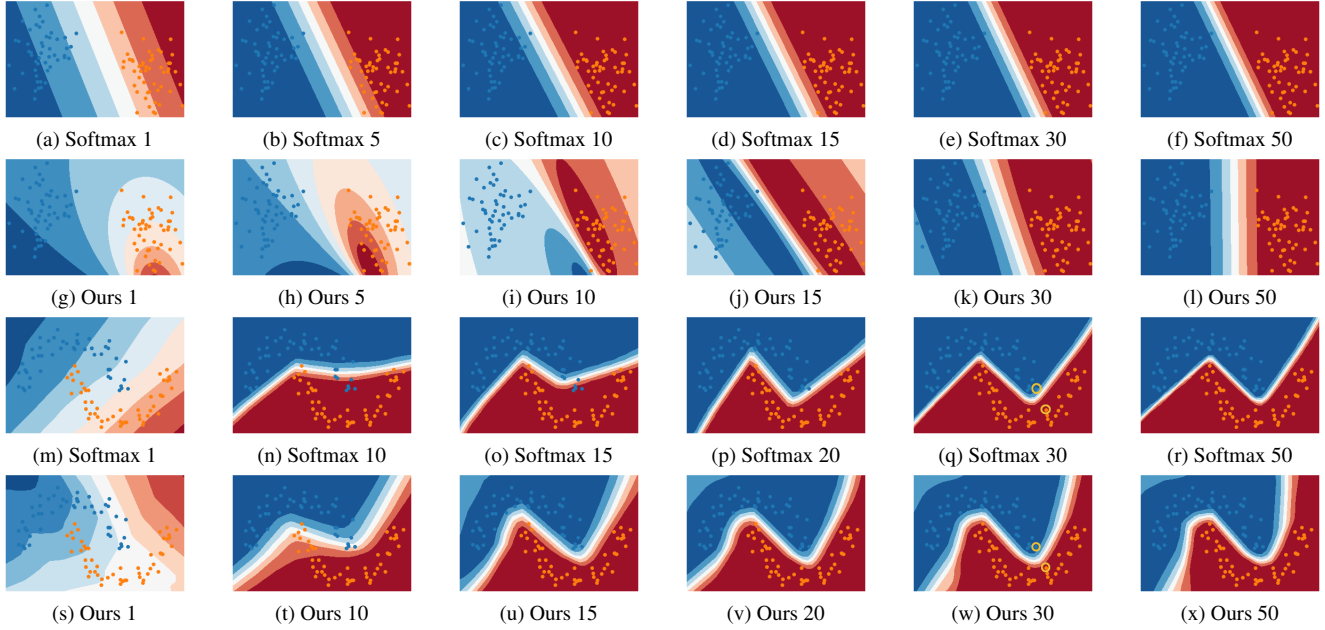 (a) Softmax 1 (b) Softmax 5 (c) Softmax 10 (d) Softmax 15 (e) Softmax 30 (f) Softmax 50
(g) Ours 1 (h) Ours 5 (i) Ours 10 (j) Ours 15 (k) Ours 30 (l) Ours 50
(m) Softmax 1 (n) Softmax 10 (o) Softmax 15 (p) Softmax 20 (q) Softmax 30 (r) Softmax 50
(s) Ours 1 (t) Ours 10 (u) Ours 15 (v) Ours 20 (w) Ours 30 (x) Ours 50